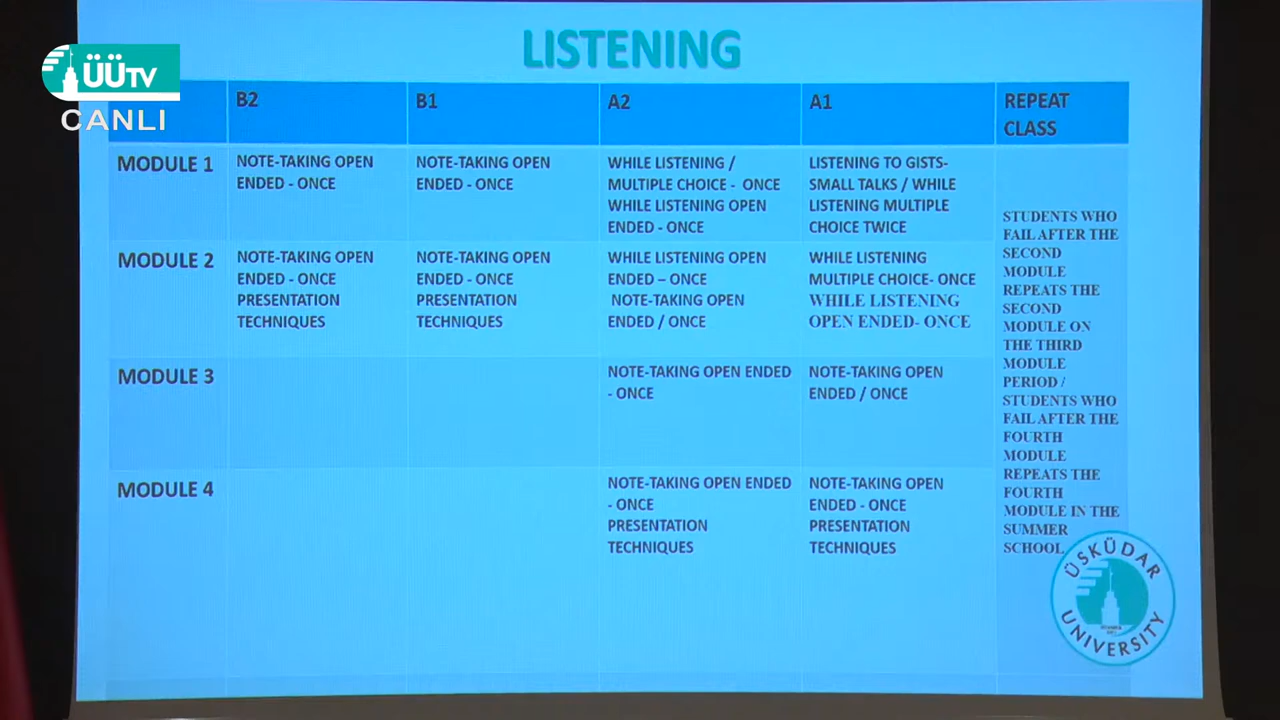 ÜÜTV
CANLI
LISTENING
B2
B1
A2
A1
REPEAT
CLASS
MODULE 1
NOTE-TAKING OPEN
ENDED - ONCE
NOTE-TAKING OPEN
ENDED - ONCE
WHILE LISTENING /
MULTIPLE CHOICE - ONCE
WHILE LISTENING OPEN
ENDED - ONCE
LISTENING TO GISTS-
SMALL TALKS / WHILE
LISTENING MULTIPLE
CHOICE TWICE
MODULE 2
NOTE-TAKING OPEN
ENDED - ONCE
PRESENTATION
TECHNIQUES
NOTE-TAKING OPEN
ENDED - ONCE
PRESENTATION
TECHNIQUES
WHILE LISTENING OPEN
ENDED – ONCE
NOTE-TAKING OPEN
ENDED / ONCE
WHILE LISTENING
MULTIPLE CHOICE- ONCE
WHILE LISTENING
OPEN ENDED- ONCE
MODULE 3
NOTE-TAKING OPEN ENDED
- ONCE
NOTE-TAKING OPEN
ENDED / ONCE
MODULE 4
NOTE-TAKING OPEN ENDED
- ONCE
PRESENTATION
TECHNIQUES
NOTE-TAKING OPEN
ENDED - ONCE
PRESENTATION
TECHNIQUES
STUDENTS WHO
FAIL AFTER THE
SECOND
MODULE
REPEATS THE
SECOND
MODULE ON
THE THIRD
MODULE
PERIOD /
STUDENTS WHO
FAIL AFTER THE
FOURTH
MODULE
REPEATS THE
FOURTH
MODULE IN THE
SUMMER
SCHOOL
ÜSKÜDAR
UNIVERSITY